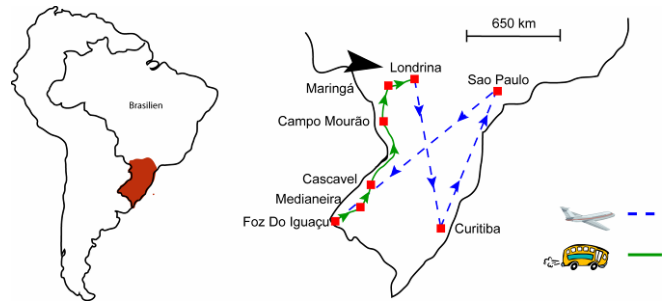 Brasilien
650 km
Londrina
Sao Paulo
Maringá
Campo Mourão
Cascavel
Medianeira
Foz Do Iguaçu
Curitiba